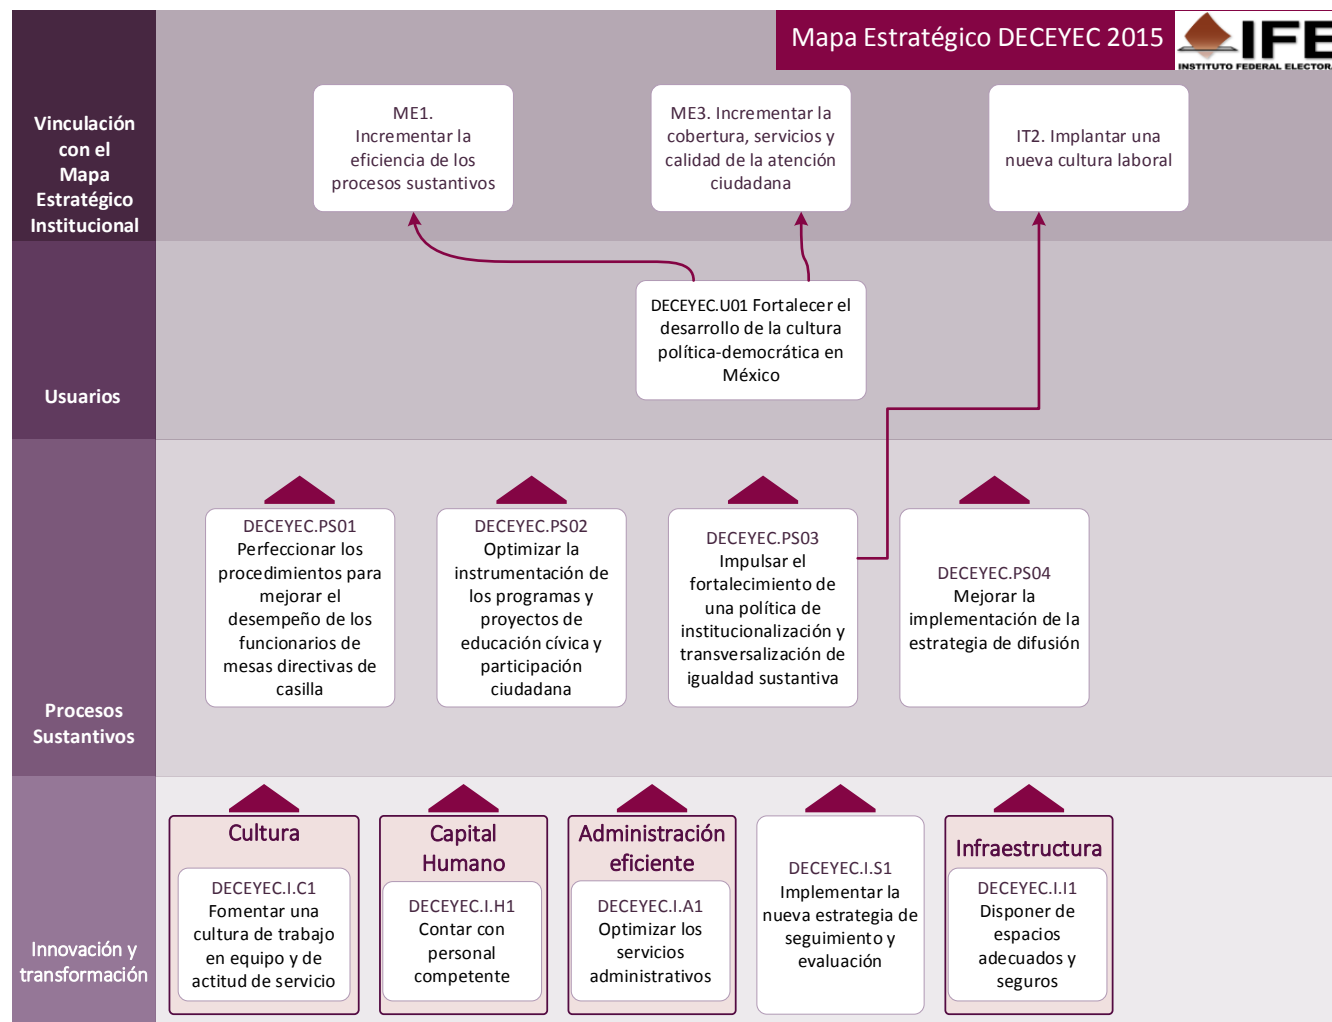 Mapa Estratégico DECEYEC 2015
IFE
INSTITUTO FEDERAL ELECTORA
Vinculación
con el
Mapa
Estratégico
Institucional
ME1.
Incrementar la
eficiencia de los
procesos sustantivos
ME3. Incrementar la
cobertura, servicios y
calidad de la atención
ciudadana
IT2. Implantar una
nueva cultura laboral
Usuarios
DECEYEC.U01 Fortalecer el
desarrollo de la cultura
política-democrática en
México
Procesos
Sustantivos
DECEYEC.PS01
Perfeccionar los
procedimientos para
mejorar el
desempeño de los
funcionarios de
mesas directivas de
casilla
DECEYEC.PS02
Optimizar la
instrumentación de
los programas y
proyectos de
educación cívica y
participación
ciudadana
DECEYEC.PS03
Impulsar el
fortalecimiento de
una política de
institucionalización y
transversalización de
igualdad sustantiva
DECEYEC.PS04
Mejorar la
implementación de la
estrategia de difusión
Innovación y
transformación
Cultura
DECEYEC.I.C1
Fomentar una
cultura de trabajo
en equipo y de
actitud de servicio
Capital
Humano
DECEYEC.I.H1
Contar con
personal
competente
Administración
eficiente
DECEYEC.I.A1
Optimizar los
servicios
administrativos
DECEYEC.I.S1
Implementar la
nueva estrategia de
seguimiento y
evaluación
Infraestructura
DECEYEC.I.I1
Disponer de
espacios
adecuados y
seguros